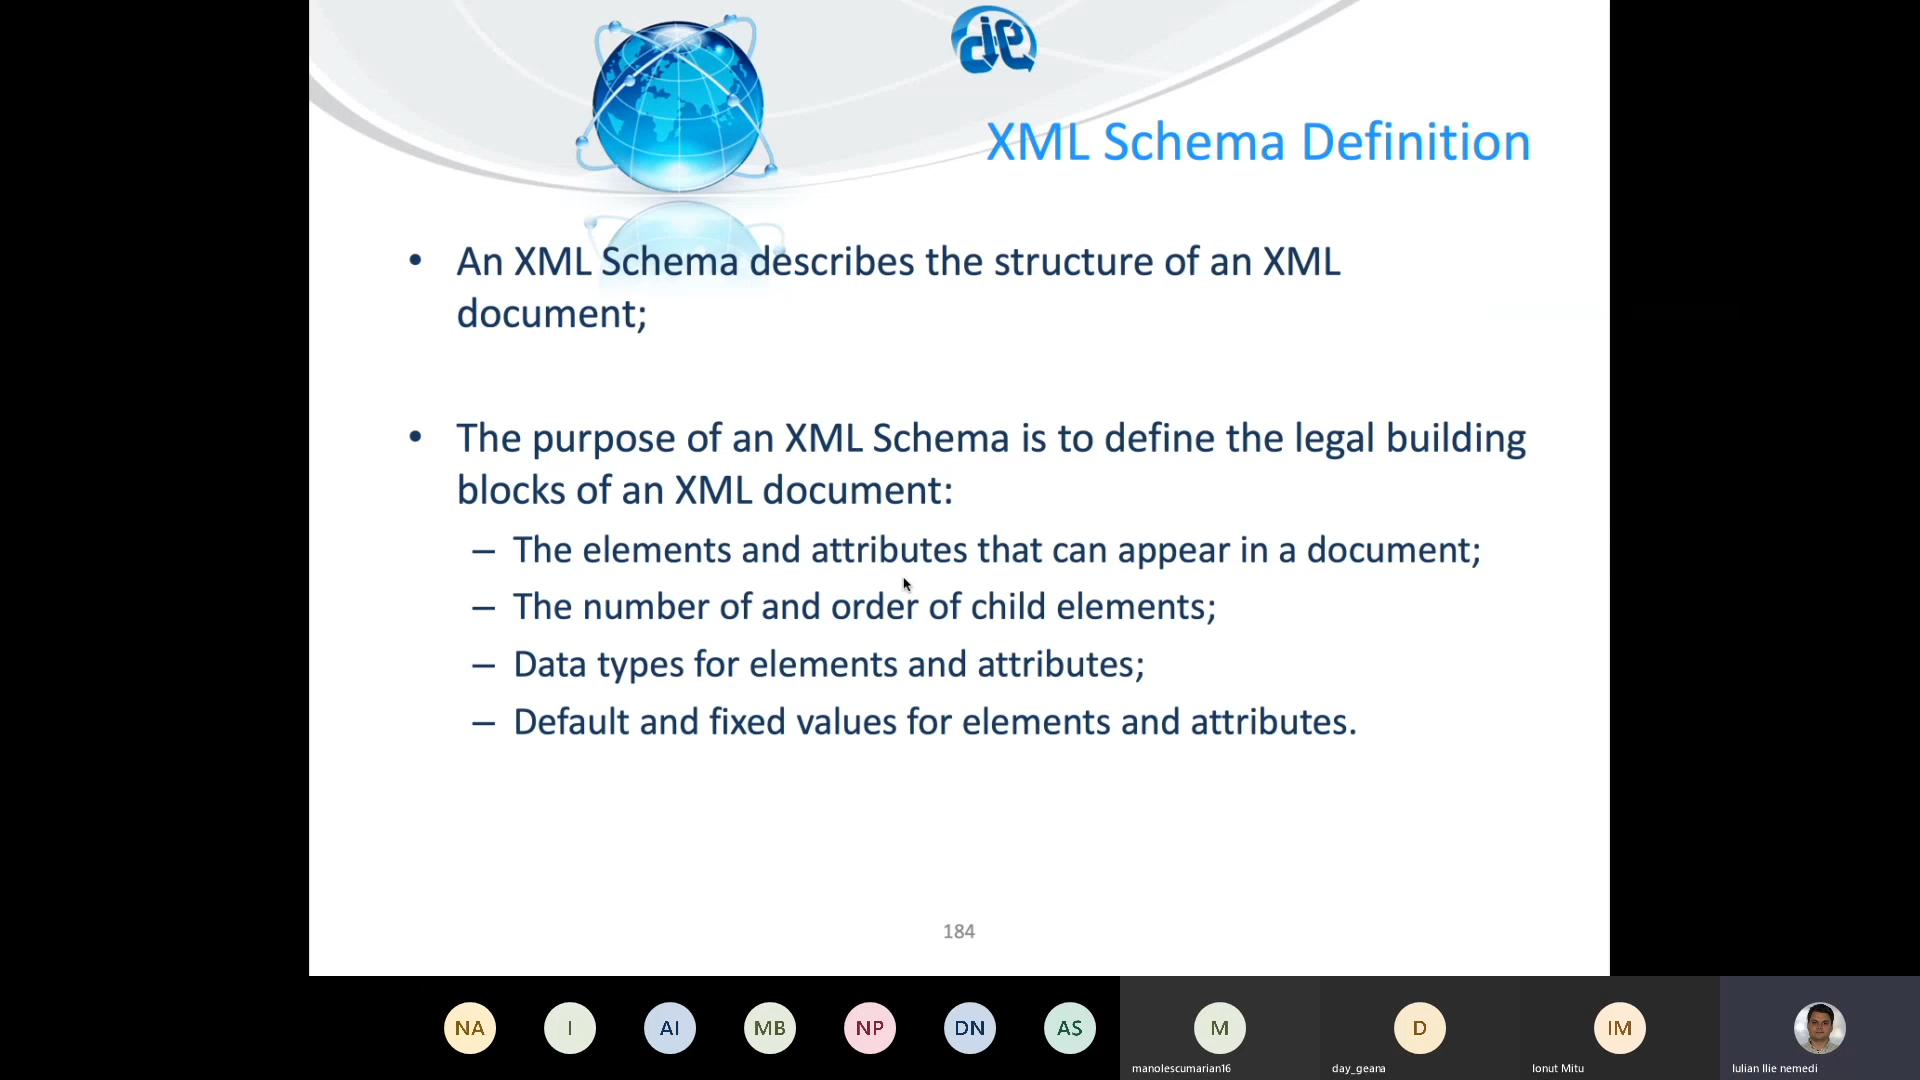 XML Schema Definition
• An XML Schema describes the structure of an XML
document;
• The purpose of an XML Schema is to define the legal building
blocks of an XML document:
– The elements and attributes that can appear in a document;
– The number of and order of child elements;
– Data types for elements and attributes;
– Default and fixed values for elements and attributes.
184
NA I AI MB NP DN AS M D IM
manolescumarian16 day_geana Ionut Mitu Iulian Ilie nemedi